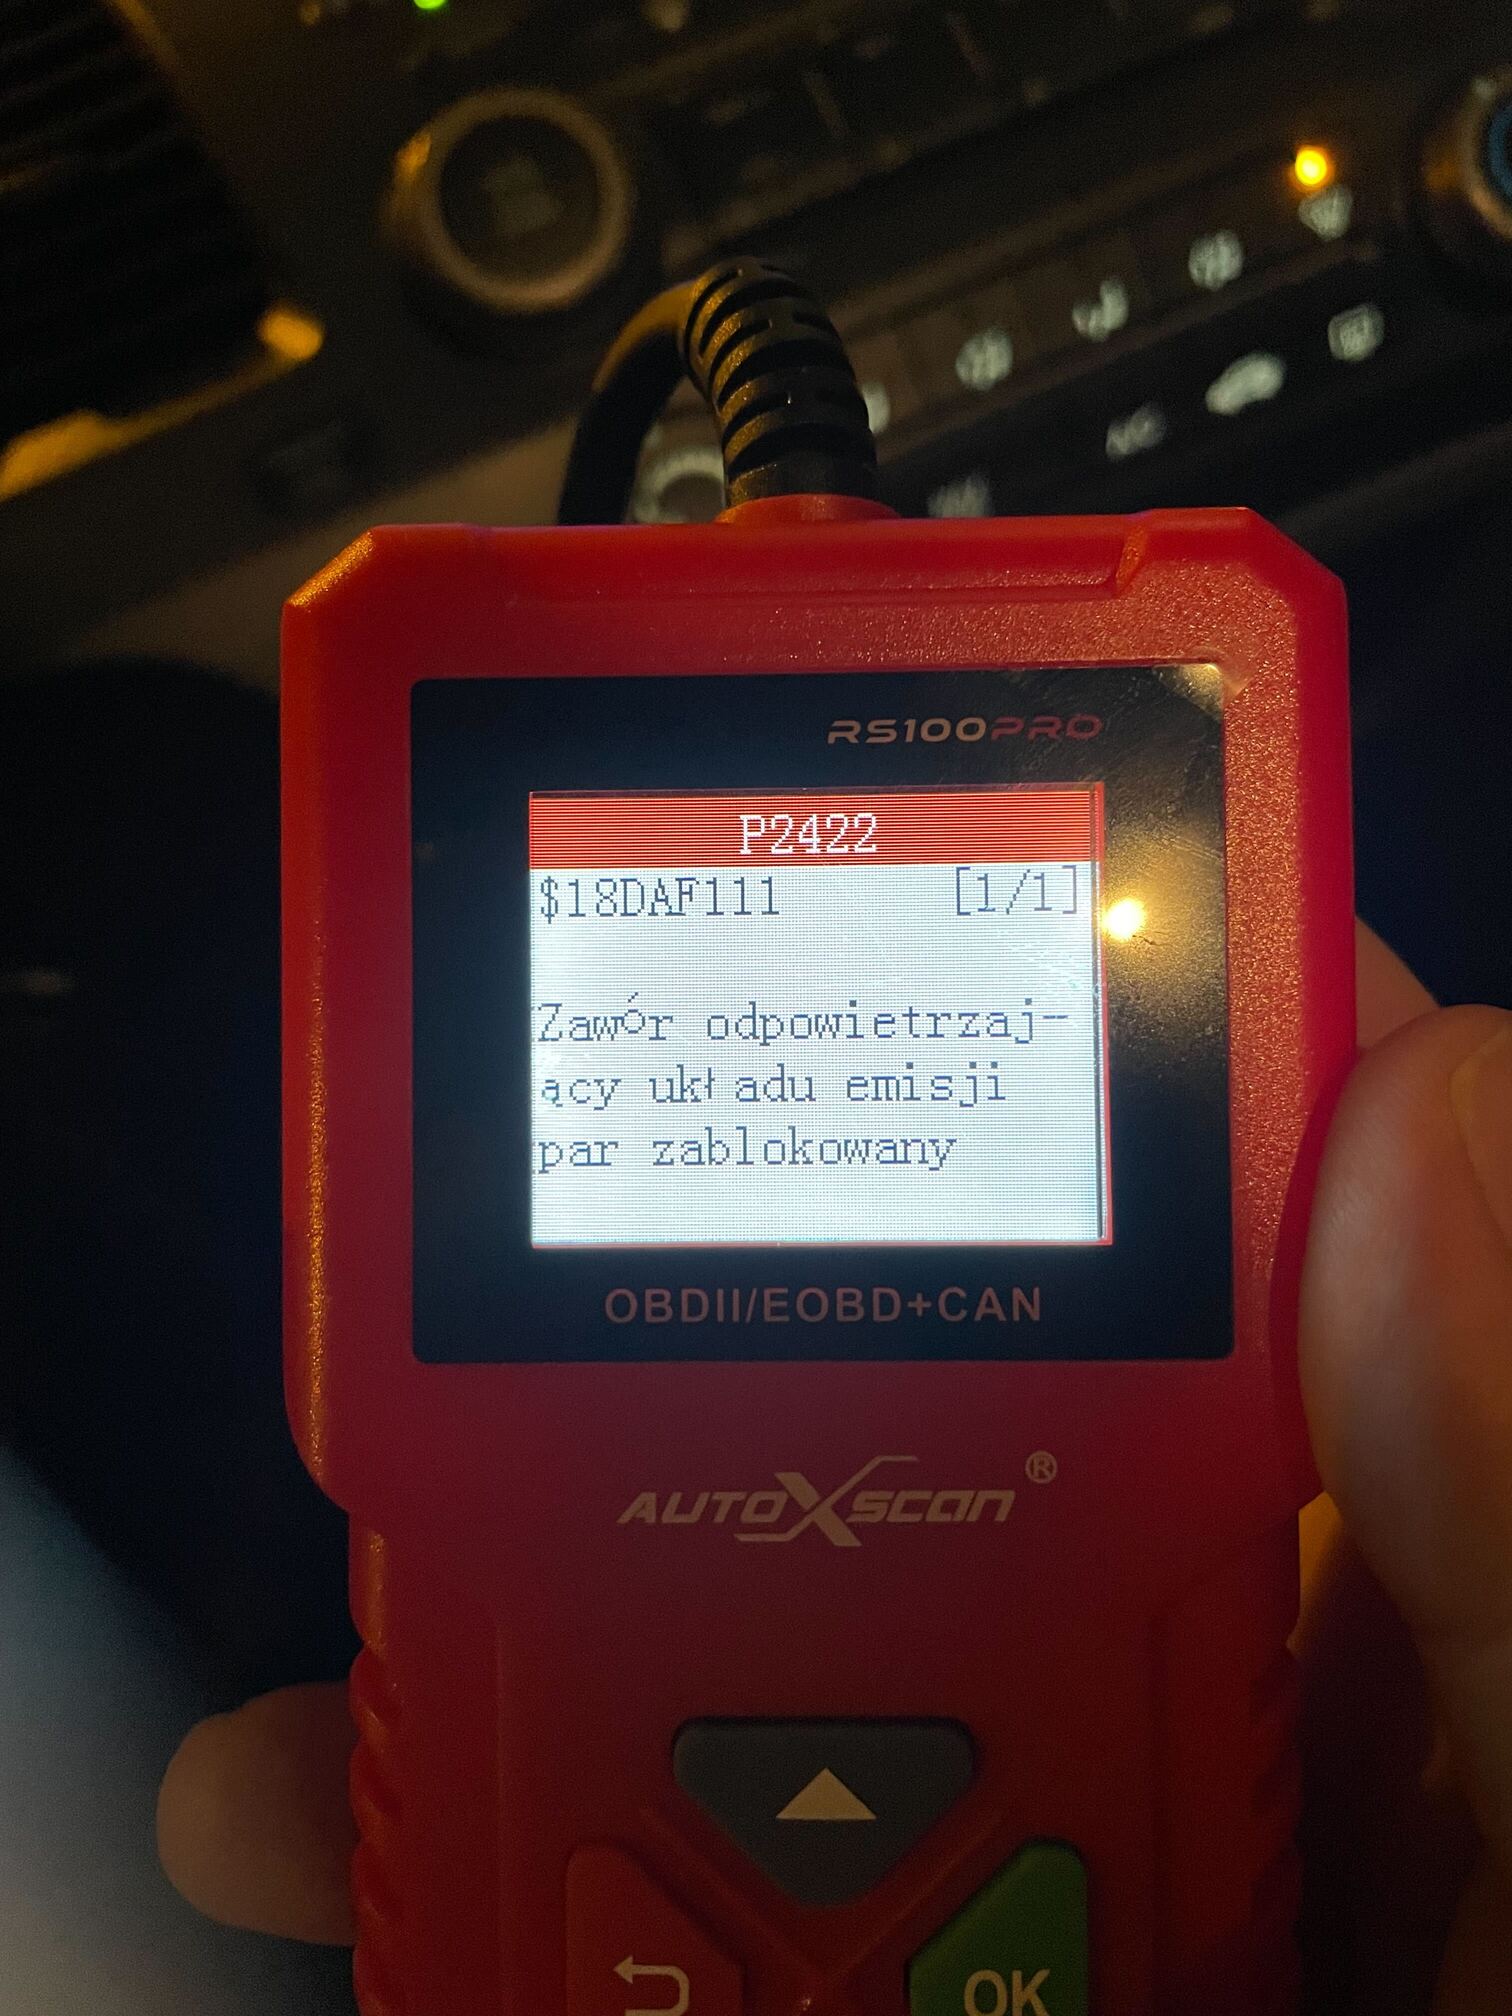 A/C
RS100PRO
P2422
$18DAF111 [1/1]
Zawór odpowietrzaj-
ący układu emisji
par zablokowany
OBDII/EOBD+CAN
AUTOXSCAN ®
OK